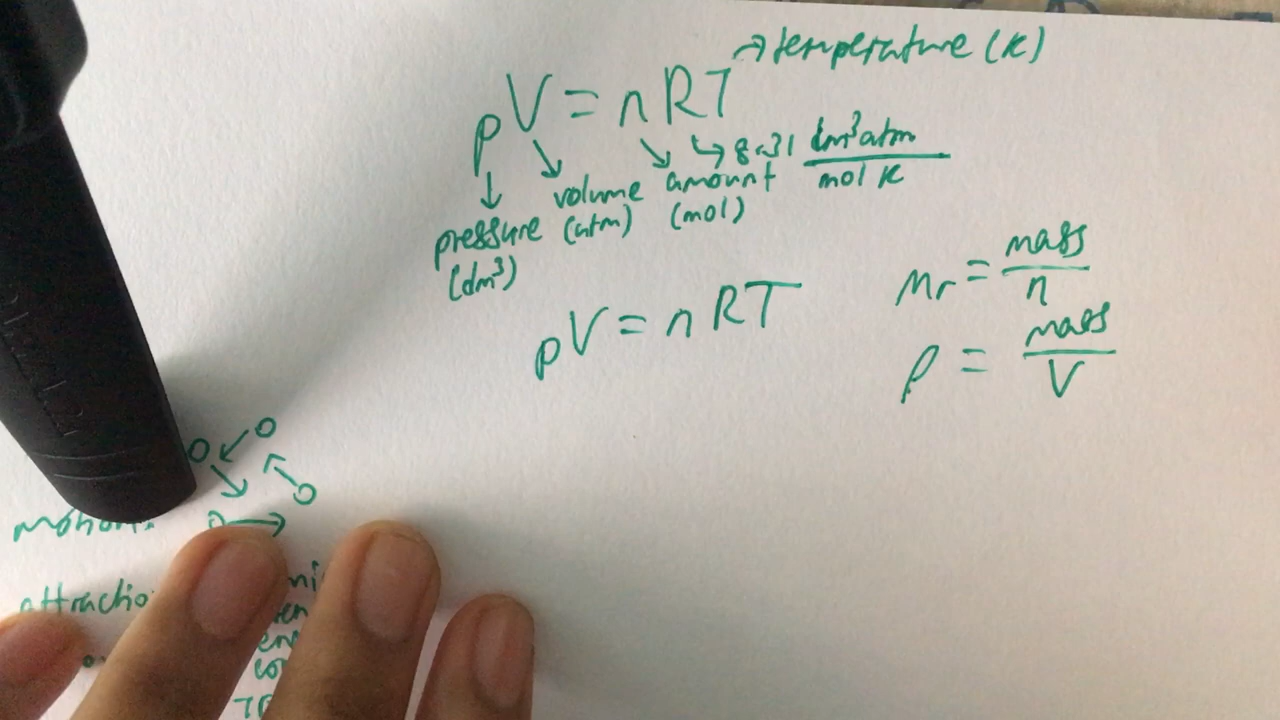 →temperature (K)
pV = nRT
↳ 8.31 dm³atm
mol K
volume amount
pressure (atm) (mol)
(dm³)
Mr = mass
n
pV = nRT
ρ = mass
V